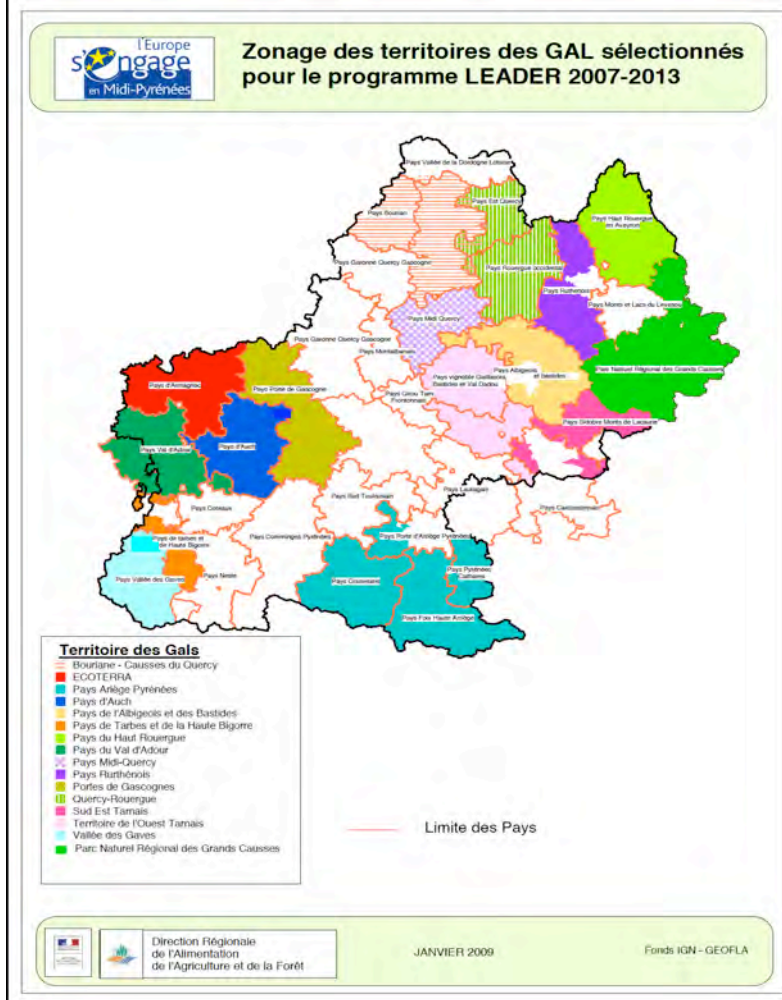 l'Europe
s'engage
en Midi-Pyrénées
Zonage des territoires des GAL sélectionnés
pour le programme LEADER 2007-2013
Pays Vallée de la Dordogne Lotoise
Pays Bourian
Pays Est Quercy
Pays Haut Rouergue
en Aveyron
Pays Garonne Quercy Gascogne
Pays Rouergue occidental
Pays Ruthénois
Pays Monts et Lacs du Lévézou
Pays Midi Quercy
Pays Garonne Quercy Gascogne
Pays Montalbanais
Parc Naturel Régional des Grands Causses
Pays d'Armagnac
Pays Porte de Gascogne
Pays vignoble Gaillacois
Bastides et Val Dadou
Pays Albigeois
et bastides
Pays Girou Tarn
Frontonnais
Pays Sidobre Monts de Lacaune
Pays Val d'Adour
Pays d'Auch
Pays Sud Toulousain
Pays Lauragais
Pays Coteaux
Pays de tarbes et
de Haute Bigorre
Pays Comminges Pyrénées
Pays Porte d'Ariège Pyrénées
Pays Vallée des Gaves
Pays Neste
Pays Couserans
Pays Pyrénées
Cathares
Pays Foix Haute Ariège
Territoire des Gals
Bouriane - Causses du Quercy
ECOTERRA
Pays Ariège Pyrénées
Pays d'Auch
Pays de l'Albigeois et des Bastides
Pays de Tarbes et de la Haute Bigorre
Pays du Haut Rouergue
Pays du Val d'Adour
Pays Midi-Quercy
Pays Rurthénois
Portes de Gascognes
Quercy-Rouergue
Sud Est Tarnais
Territoire de l'Ouest Tarnais
Vallée des Gaves
Parc Naturel Régional des Grands Causses
Limite des Pays
Direction Régionale
de l'Alimentation
de l'Agriculture et de la Forêt
JANVIER 2009
Fonds IGN - GEOFLA